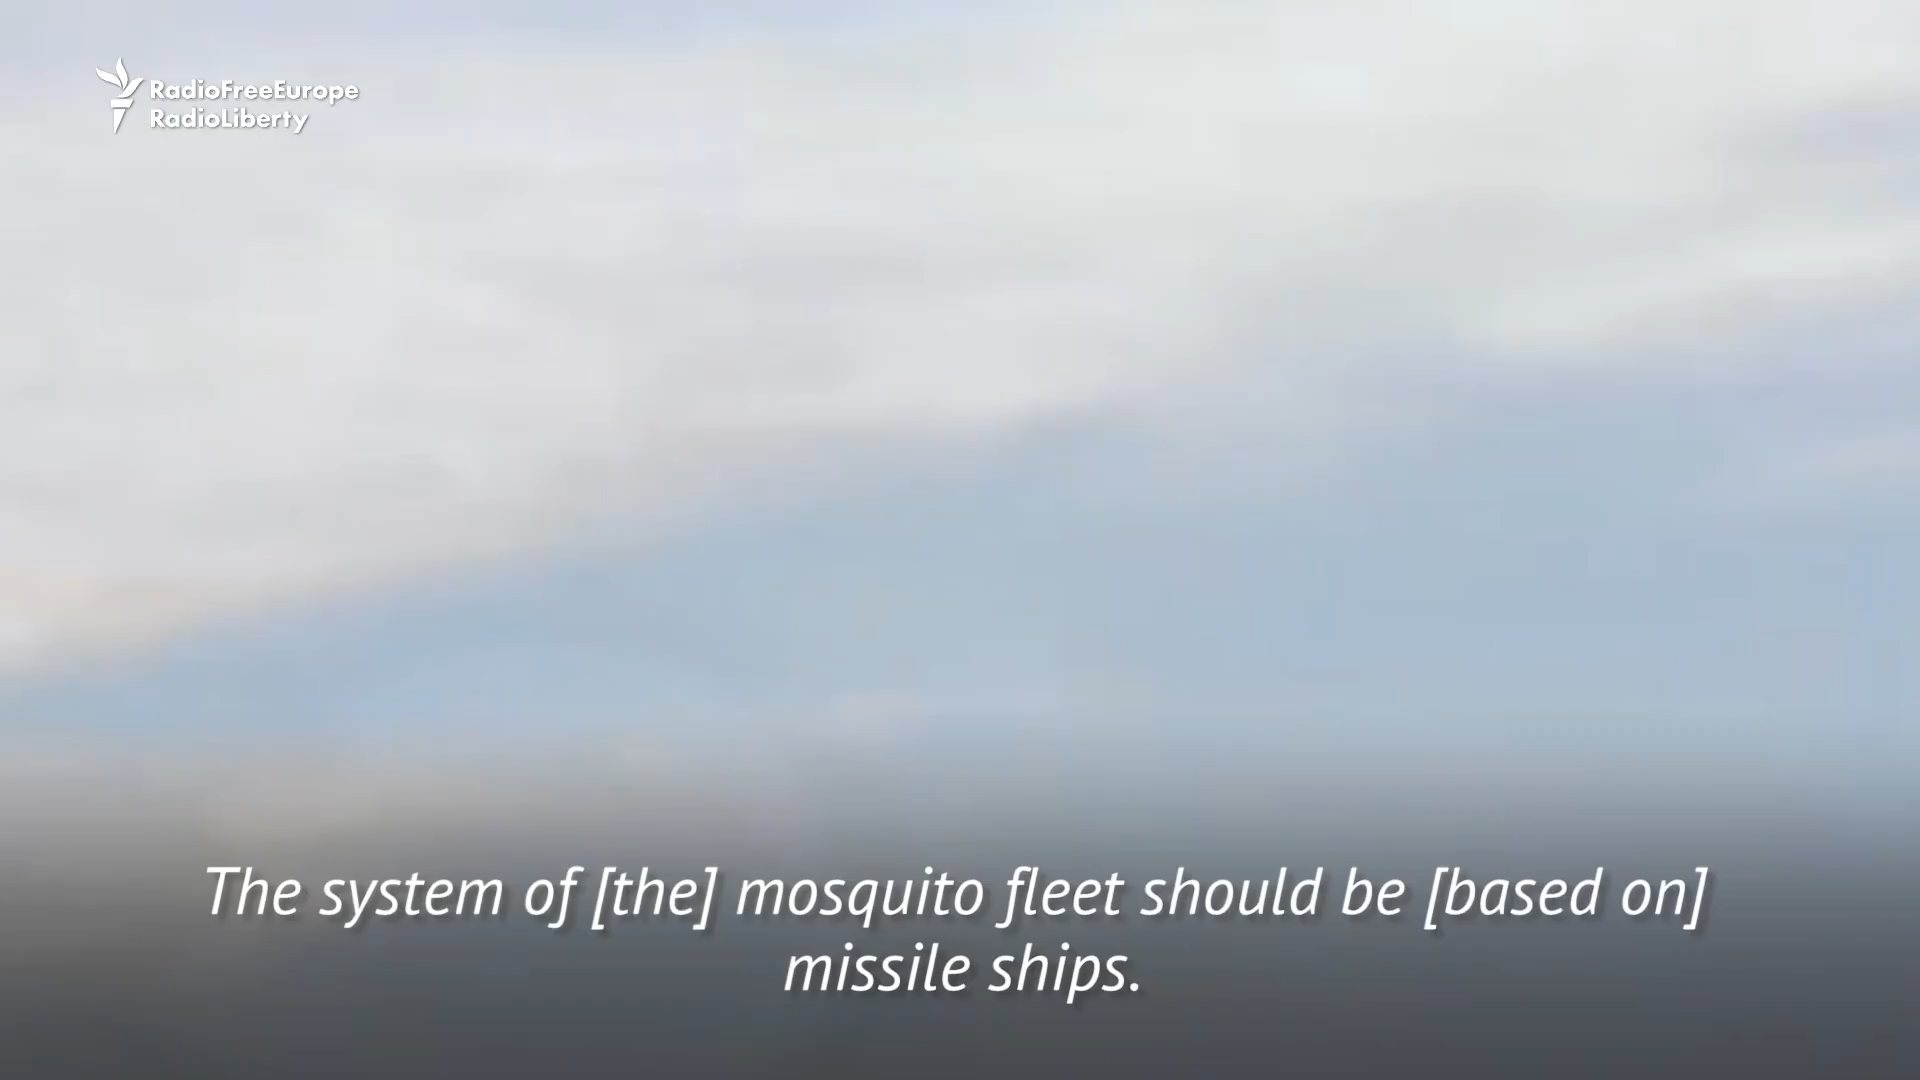 RadioFreeEurope
RadioLiberty
The system of [the] mosquito fleet should be [based on]
missile ships.